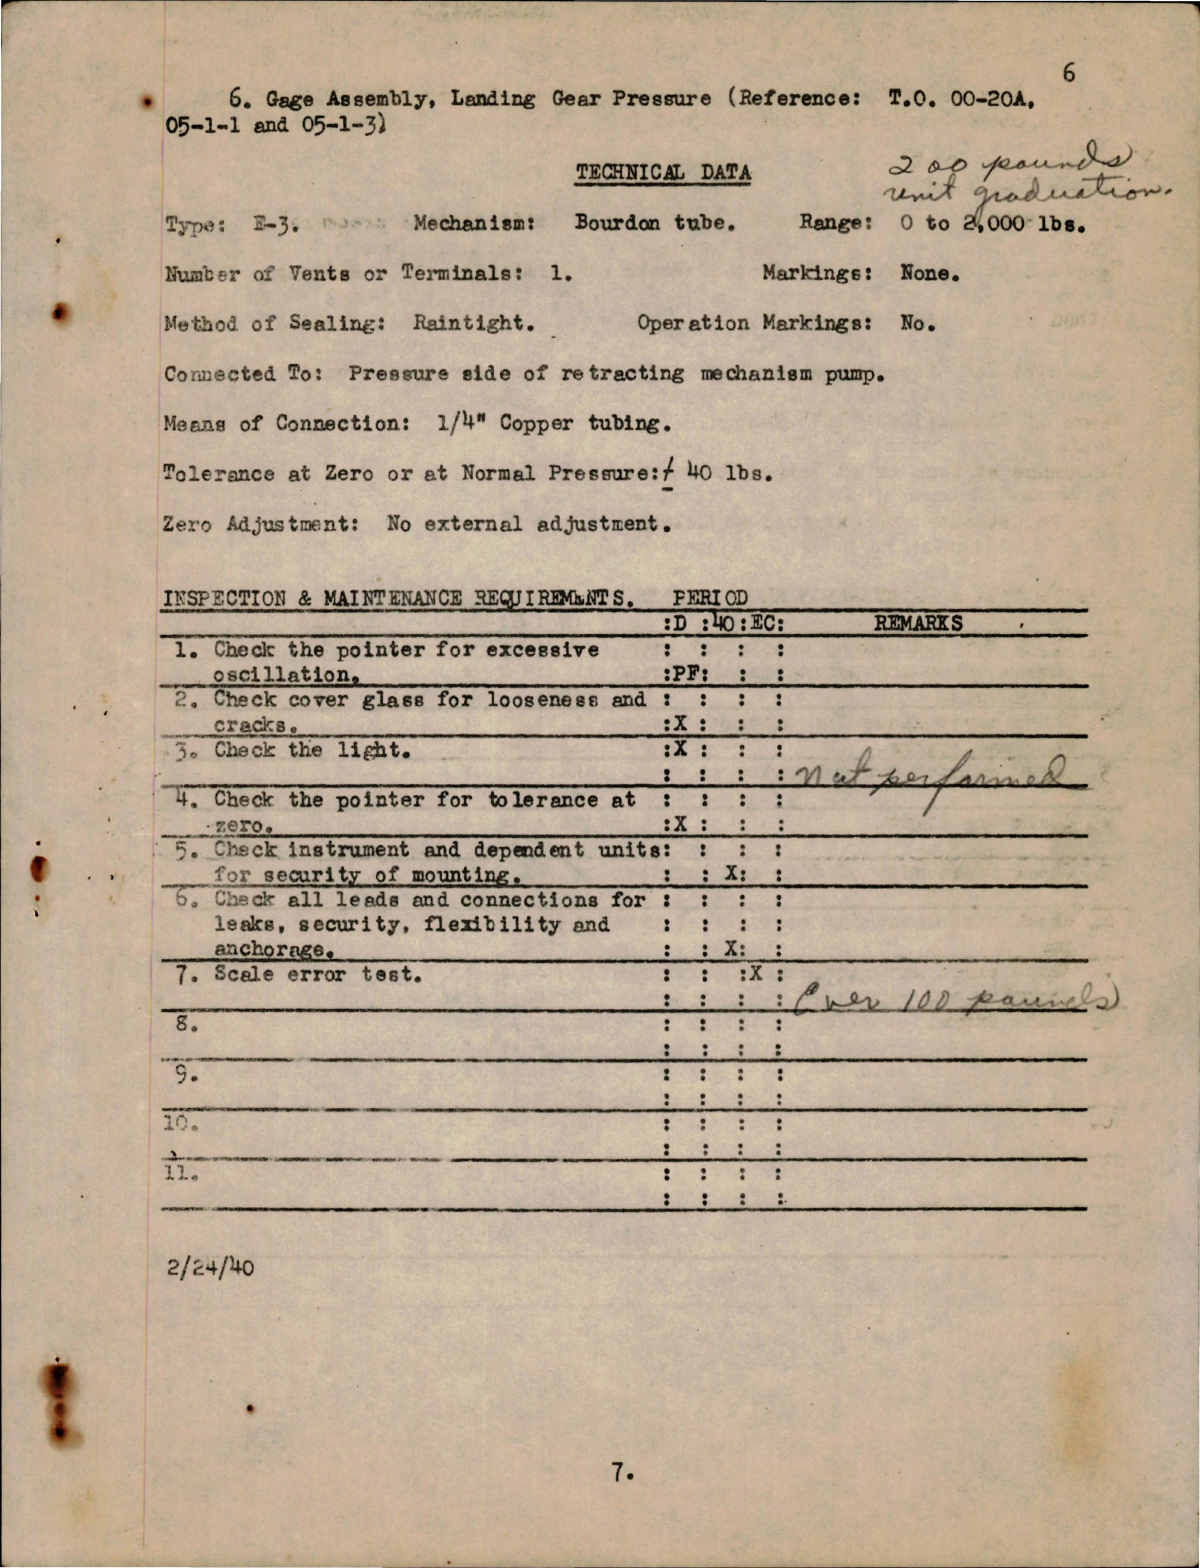 6
6. Gage Assembly, Landing Gear Pressure (Reference: T.O. 00-20A,
05-1-1 and 05-1-3)
TECHNICAL DATA
200 pounds
unit graduation.
Type: E-3. Mechanism: Bourdon tube. Range: 0 to 2,000 lbs.
Number of Vents or Terminals: 1. Markings: None.
Method of Sealing: Raintight. Operation Markings: No.
Connected To: Pressure side of retracting mechanism pump.
Means of Connection: 1/4" Copper tubing.
Tolerance at Zero or at Normal Pressure: ± 40 lbs.
Zero Adjustment: No external adjustment.
INSPECTION & MAINTENANCE REQUIREMENTS. PERIOD
:D :40:EC: REMARKS
1. Check the pointer for excessive : : : :
oscillation. :PF: : :
2. Check cover glass for looseness and : : : :
cracks. :X : : :
3. Check the light. :X : : :
: : : : Not performed
4. Check the pointer for tolerance at : : : :
zero. :X : : :
5. Check instrument and dependent units: : : :
for security of mounting. : : X: :
6. Check all leads and connections for : : : :
leaks, security, flexibility and : : : :
anchorage. : : X: :
7. Scale error test. : : :X :
: : : : Over 100 pounds
8. : : : :
: : : :
9. : : : :
: : : :
10. : : : :
: : : :
11. : : : :
: : : :
2/24/40
7.